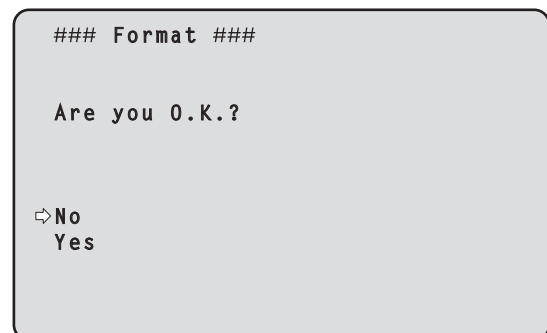 ### Format ###
Are you O.K.?
⇨No
Yes